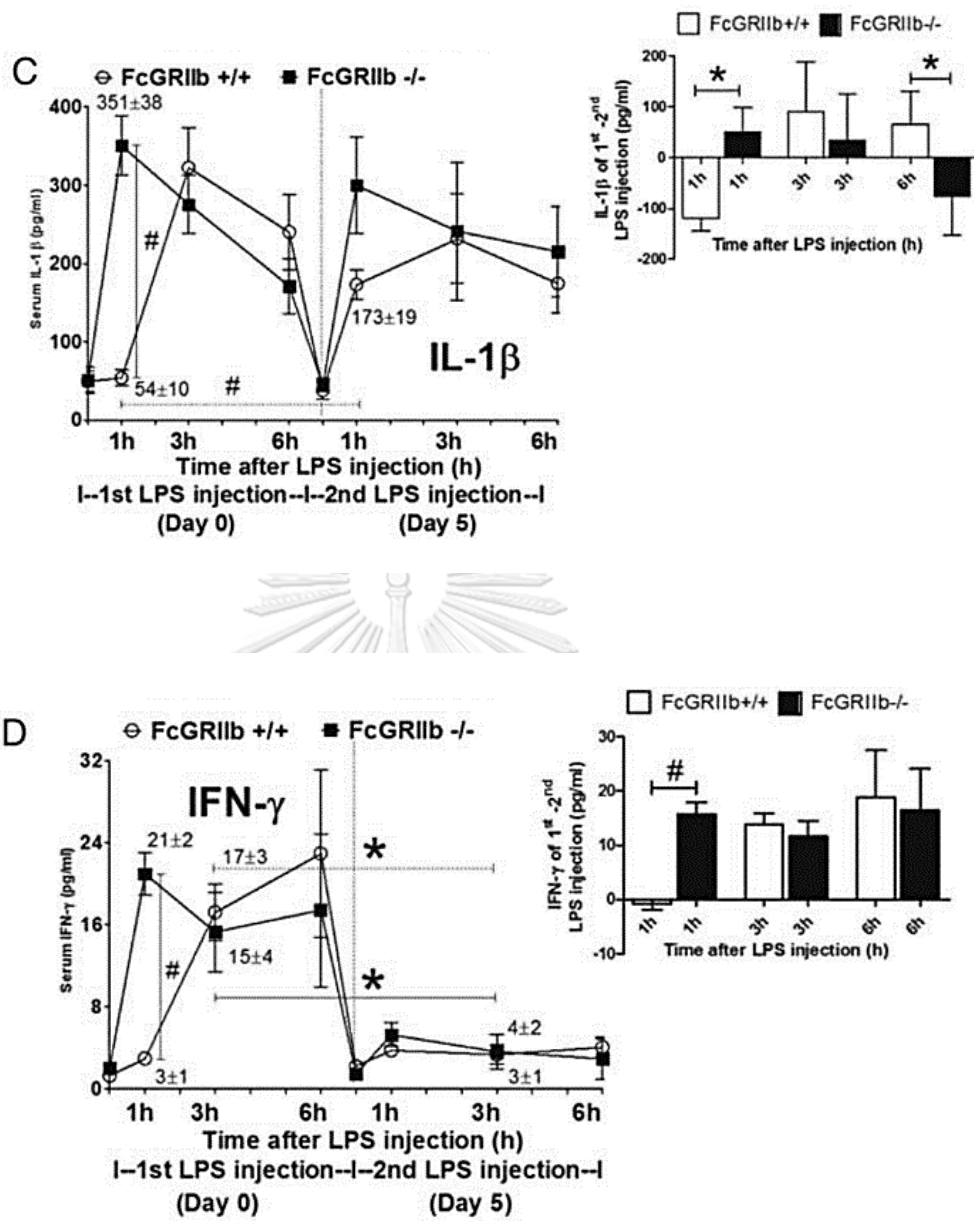 C
FcGRIIb +/+ FcGRIIb -/-
351±38
400
300
200
100
0
Serum IL-1 β (pg/ml)
#
54±10
#
173±19
IL-1β
1h 3h 6h 1h 3h 6h
Time after LPS injection (h)
I--1st LPS injection--I--2nd LPS injection--I
(Day 0) (Day 5)
FcGRIIb+/+ FcGRIIb-/-
200
100
0
-100
-200
IL-1β of 1st -2nd
LPS injection (pg/ml)
* *
1h 1h 3h 3h 6h
Time after LPS injection (h)
D
FcGRIIb +/+ FcGRIIb -/-
32
24
16
8
0
Serum IFN-γ (pg/ml)
IFN-γ
21±2
17±3
*
#
15±4
*
3±1
4±2
3±1
1h 3h 6h 1h 3h 6h
Time after LPS injection (h)
I--1st LPS injection--I--2nd LPS injection--I
(Day 0) (Day 5)
FcGRIIb+/+ FcGRIIb-/-
30
20
10
0
-10
IFN-γ of 1st -2nd
LPS injection (pg/ml)
#
1h 1h 3h 3h 6h 6h
Time after LPS injection (h)